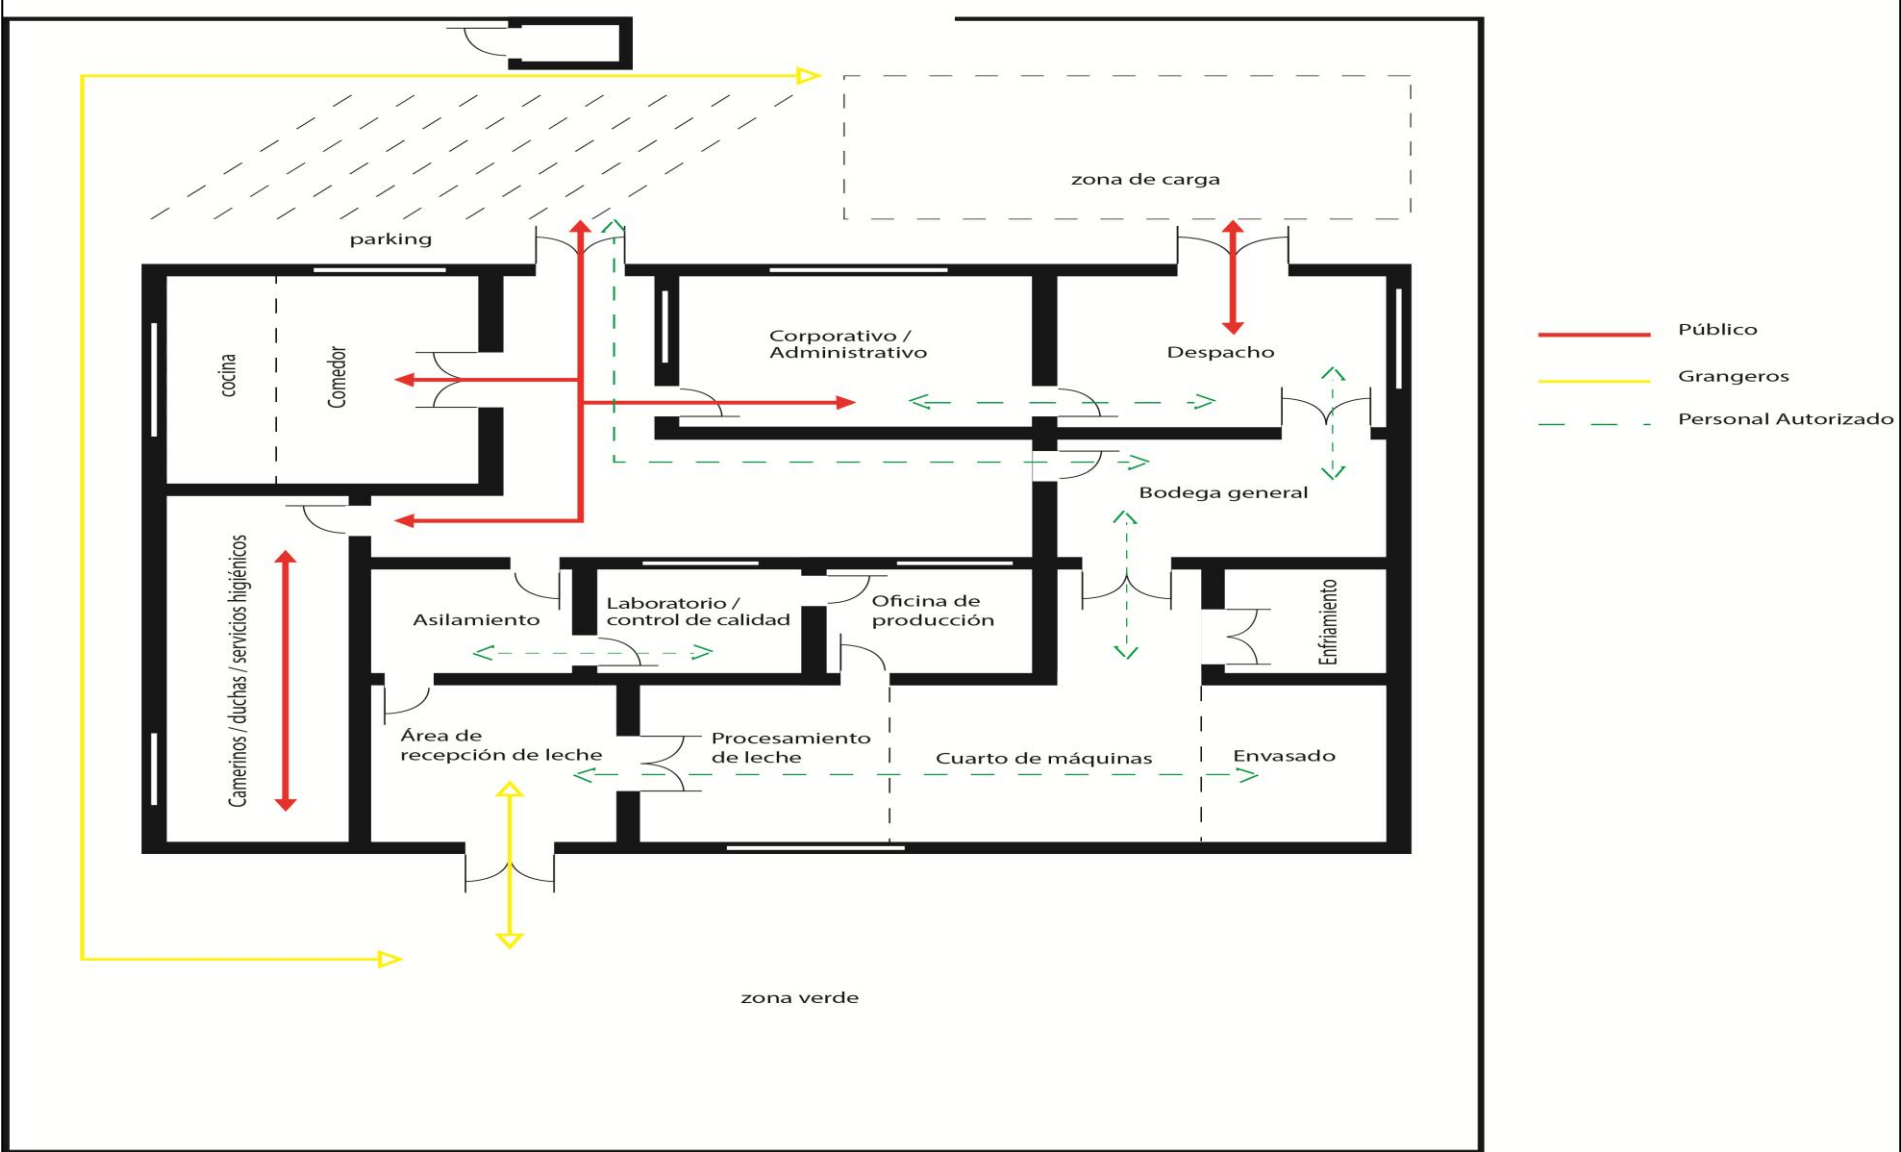 zona de carga
parking
cocina
Comedor
Corporativo /
Administrativo
Despacho
Público
Grangeros
Personal Autorizado
Bodega general
Camerinos / duchas / servicios higiénicos
Asilamiento
Laboratorio /
control de calidad
Oficina de
producción
Enfriamiento
Área de
recepción de leche
Procesamiento
de leche
Cuarto de máquinas
Envasado
zona verde